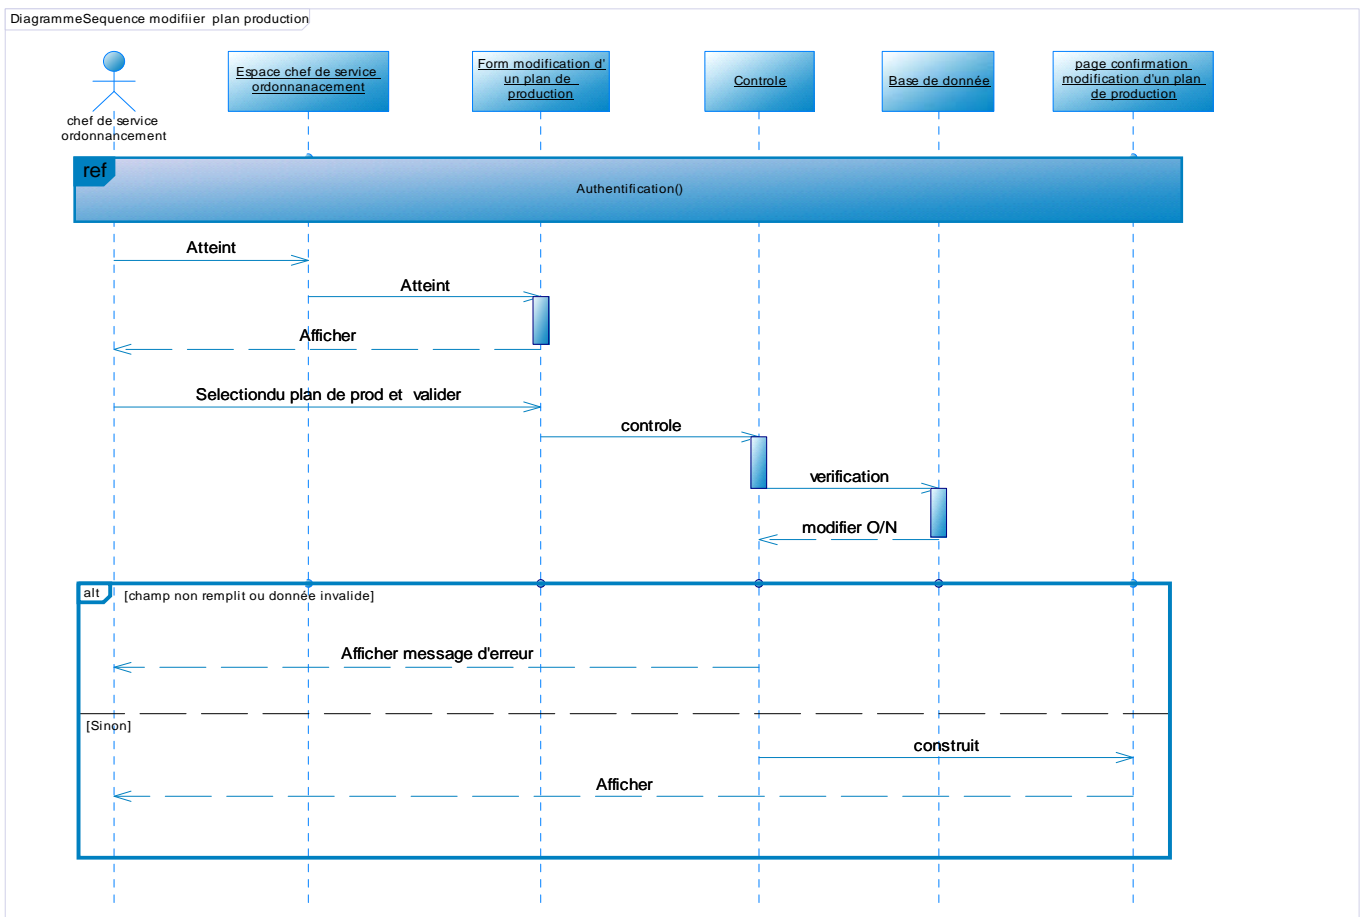 DiagrammeSequence modifiier plan production
chef de service
ordonnancement
Espace chef de service
ordonnanacement
Form modification d'
un plan de
production
Controle
Base de donnée
page confirmation
modification d'un plan
de production
ref
Authentification()
Atteint
Atteint
Afficher
Selectiondu plan de prod et valider
controle
verification
modifier O/N
alt
[champ non remplit ou donnée invalide]
Afficher message d'erreur
[Sinon]
construit
Afficher